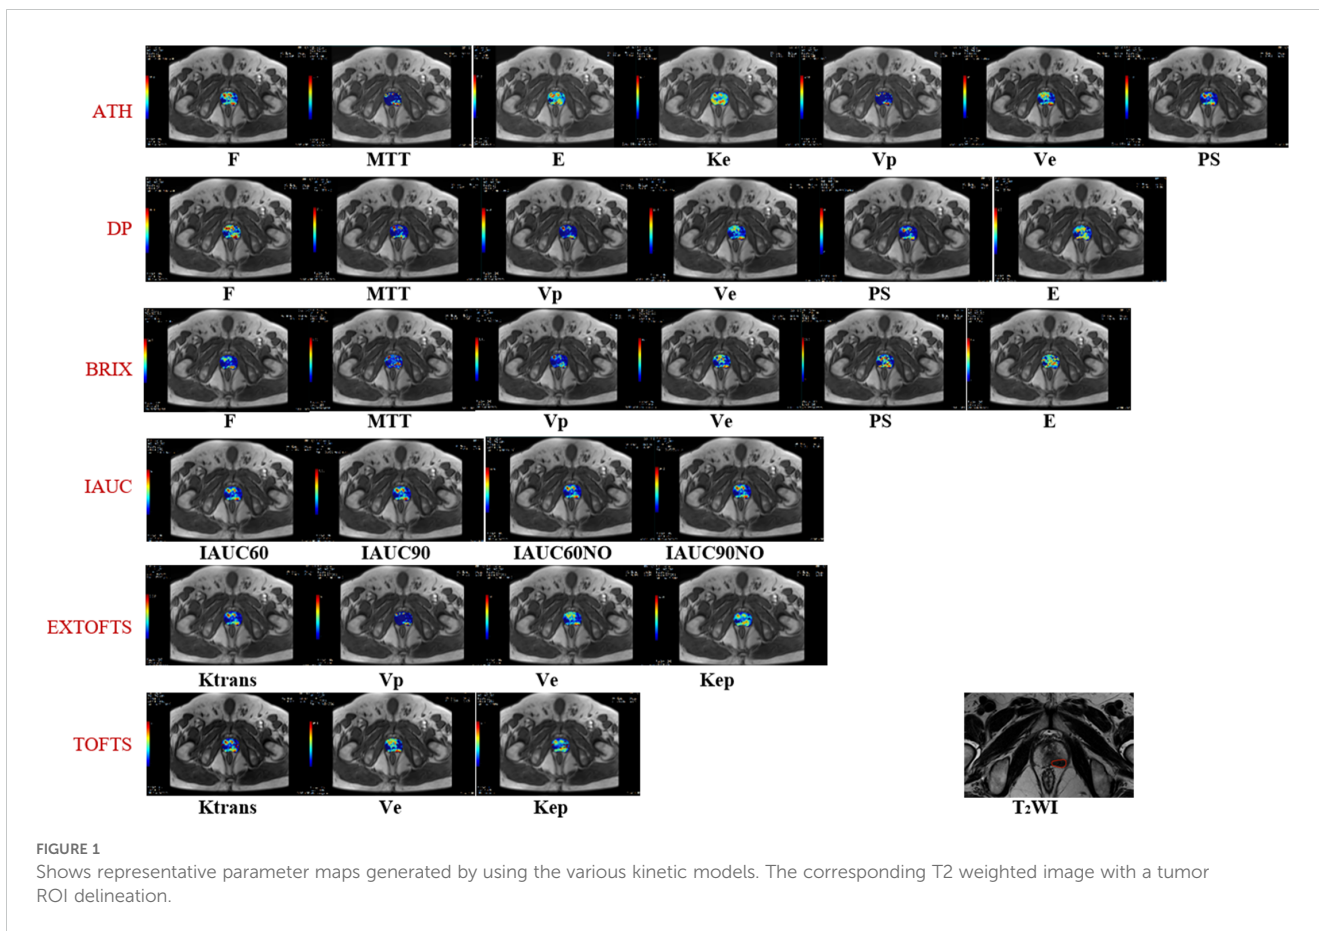 ATH
F MTT E Ke Vp Ve PS
DP
F MTT Vp Ve PS E
BRIX
F MTT Vp Ve PS E
IAUC
IAUC60 IAUC90 IAUC60NO IAUC90NO
EXTOFTS
Ktrans Vp Ve Kep
TOFTS
Ktrans Ve Kep T₂WI
FIGURE 1
Shows representative parameter maps generated by using the various kinetic models. The corresponding T2 weighted image with a tumor
ROI delineation.